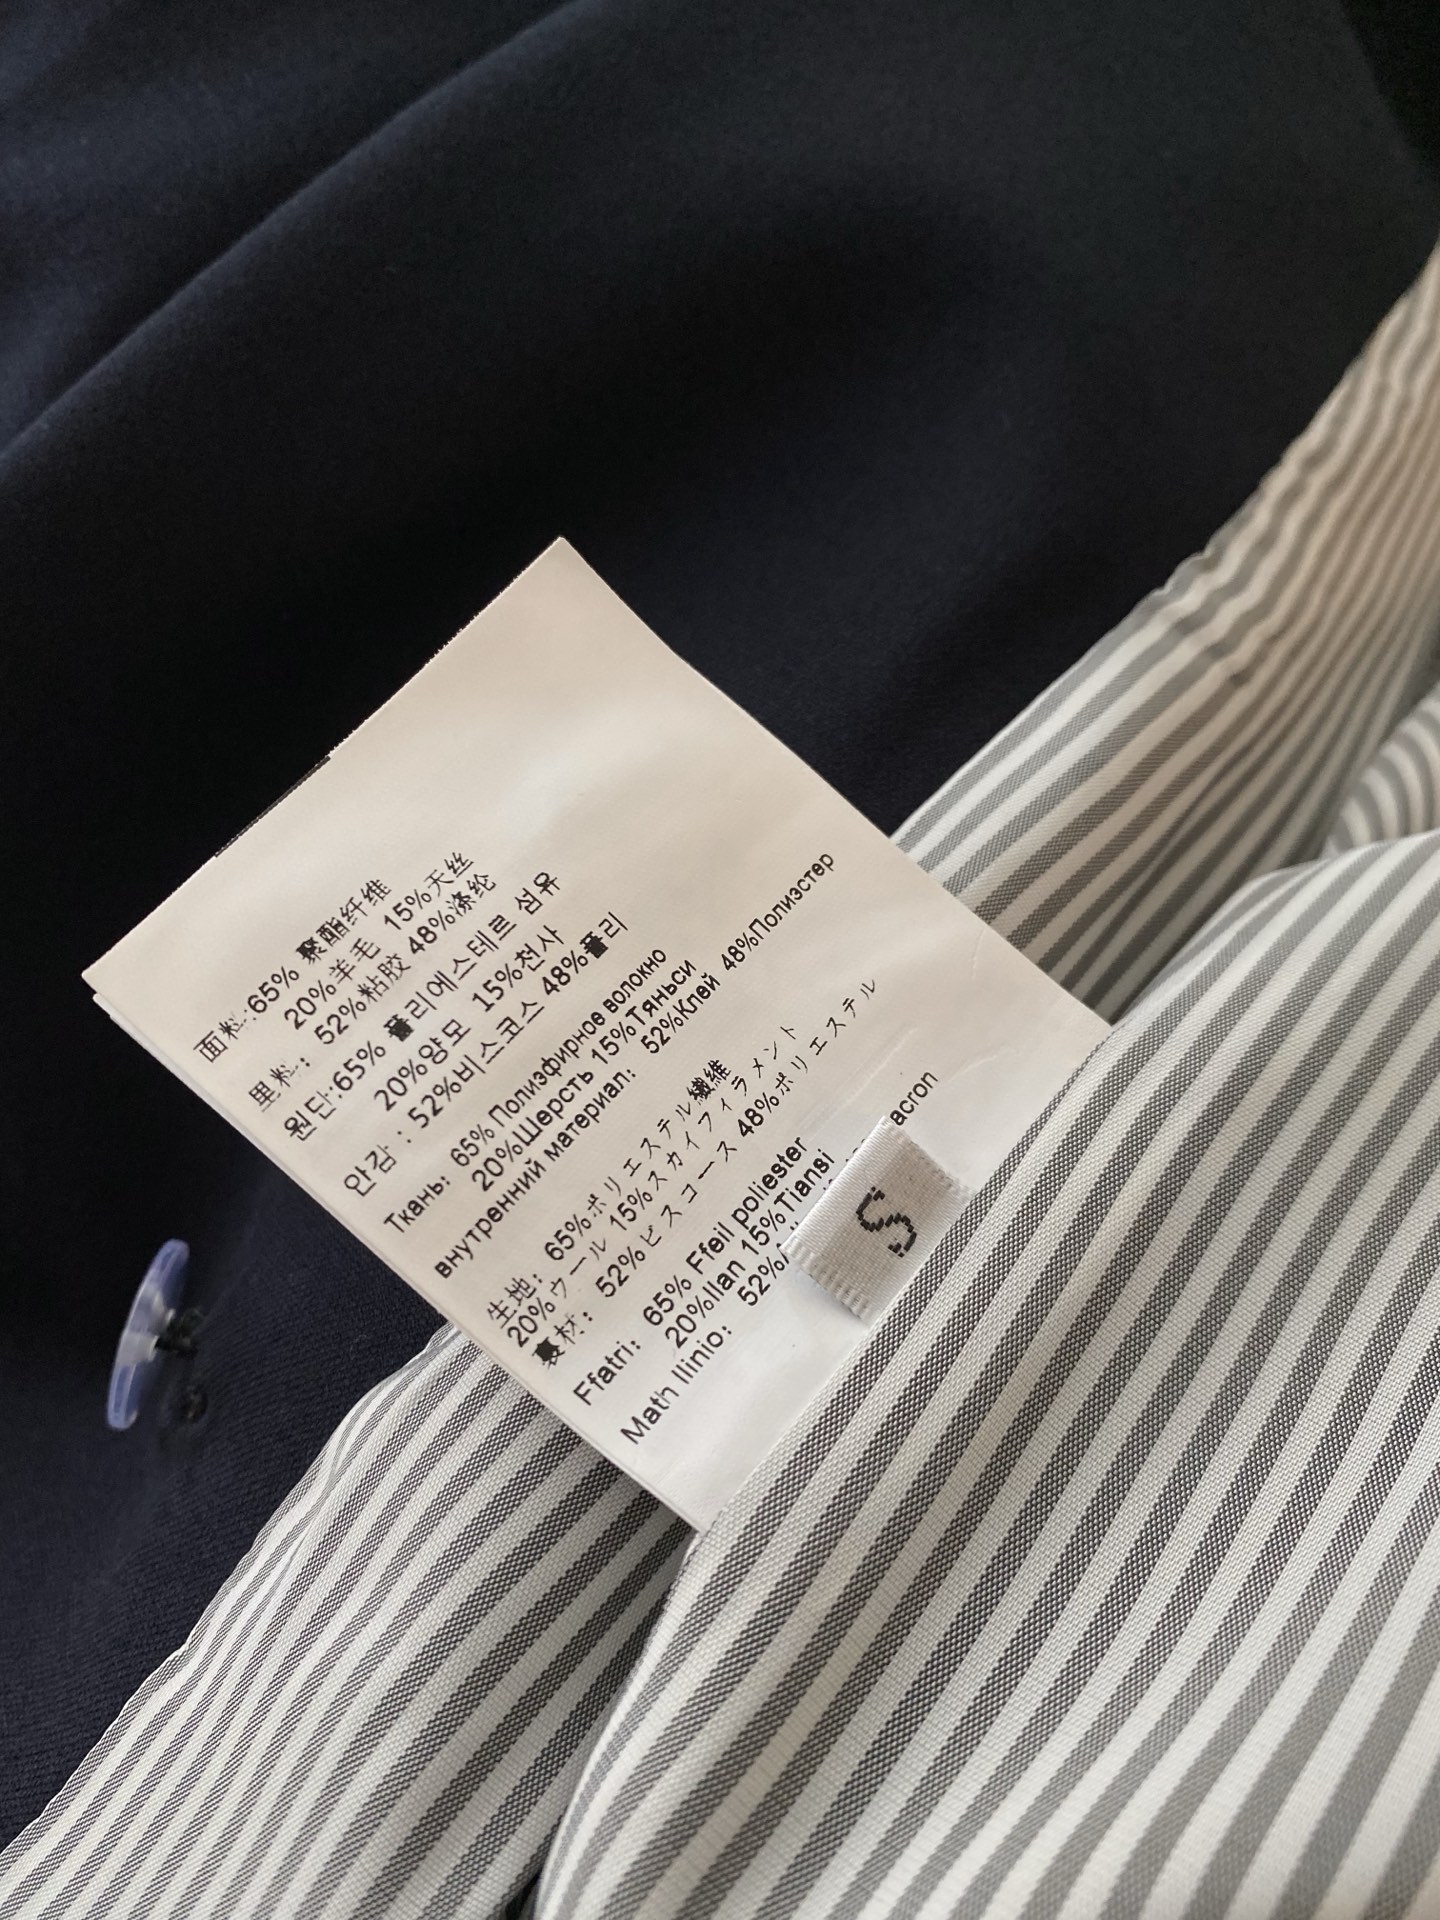 面料:65% 聚酯纤维
20%羊毛 15%天丝
里料: 52%粘胶 48%涤纶
원단:65% 폴리에스테르 섬유
20%양모 15%천사
안감: 52%비스코스 48%폴리
Ткань: 65% Полиэфирное волокно
20%Шерсть 15%Тяньси
внутренний материал: 52%Клей 48%Полиэстер
生地: 65%ポリエステル繊維
20%ウール 15%スカイフィラメント
裏材: 52%ビスコース 48%ポリエステル
Ffatri: 65% Ffeil poliester
20%llan 15%Tiansi
Math llinio: 52%
S